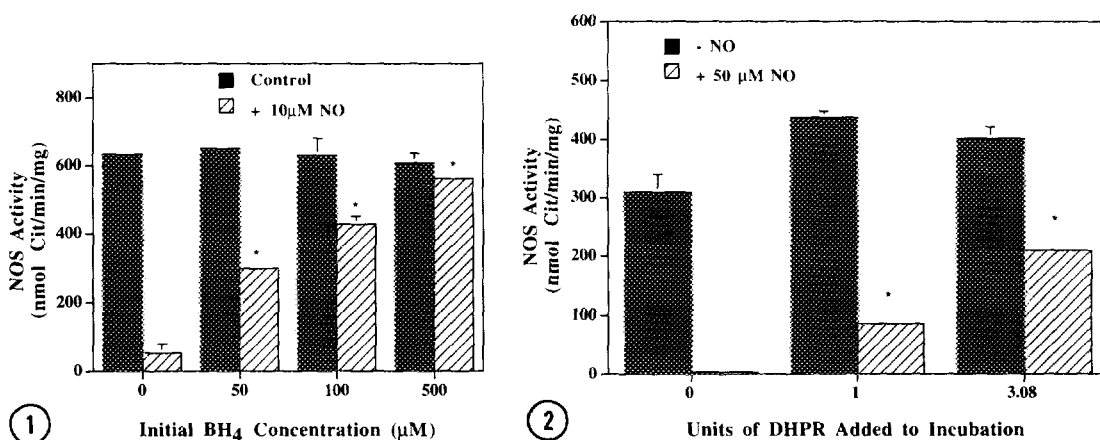 800
600
400
200
0
NOS Activity
(nmol Cit/min/mg)
Control
+ 10μM NO
*
*
*
0 50 100 500
Initial BH4 Concentration (μM)
1
600
500
400
300
200
100
0
NOS Activity
(nmol Cit/min/mg)
- NO
+ 50 μM NO
*
*
0 1 3.08
Units of DHPR Added to Incubation
2